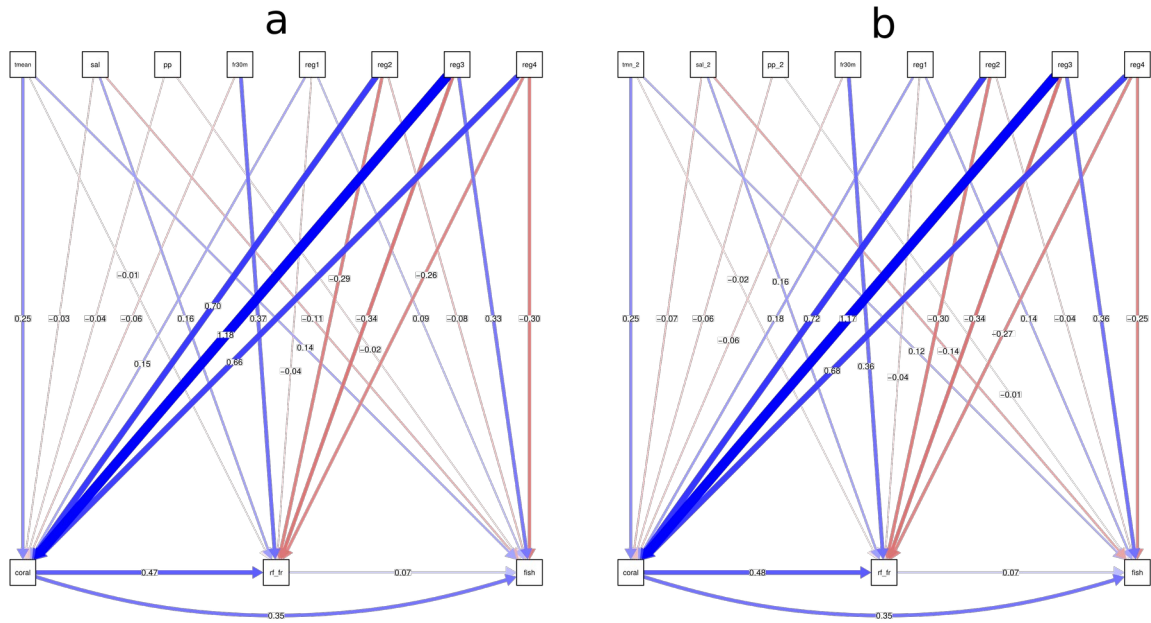 a
b
tmean sal pp fr30m reg1 reg2 reg3 reg4
tmn_2 sal_2 pp_2 fr30m reg1 reg2 reg3 reg4
−0.01 −0.29 −0.26
−0.02 0.16
0.70
0.25 −0.03 −0.04 −0.06 0.16 0.37 −0.11 −0.34 0.09 −0.08 0.33 −0.30
0.25 −0.07 −0.06 0.18 0.72 1.17 −0.30 −0.34 0.14 −0.04 0.36 −0.25
1.18
−0.27
0.14 −0.02
−0.06 0.12 −0.14
0.15 0.66 −0.04
0.68 0.36 −0.04
−0.01
coral 0.47 rf_fr 0.07 fish
coral 0.48 rf_fr 0.07 fish
0.35
0.35